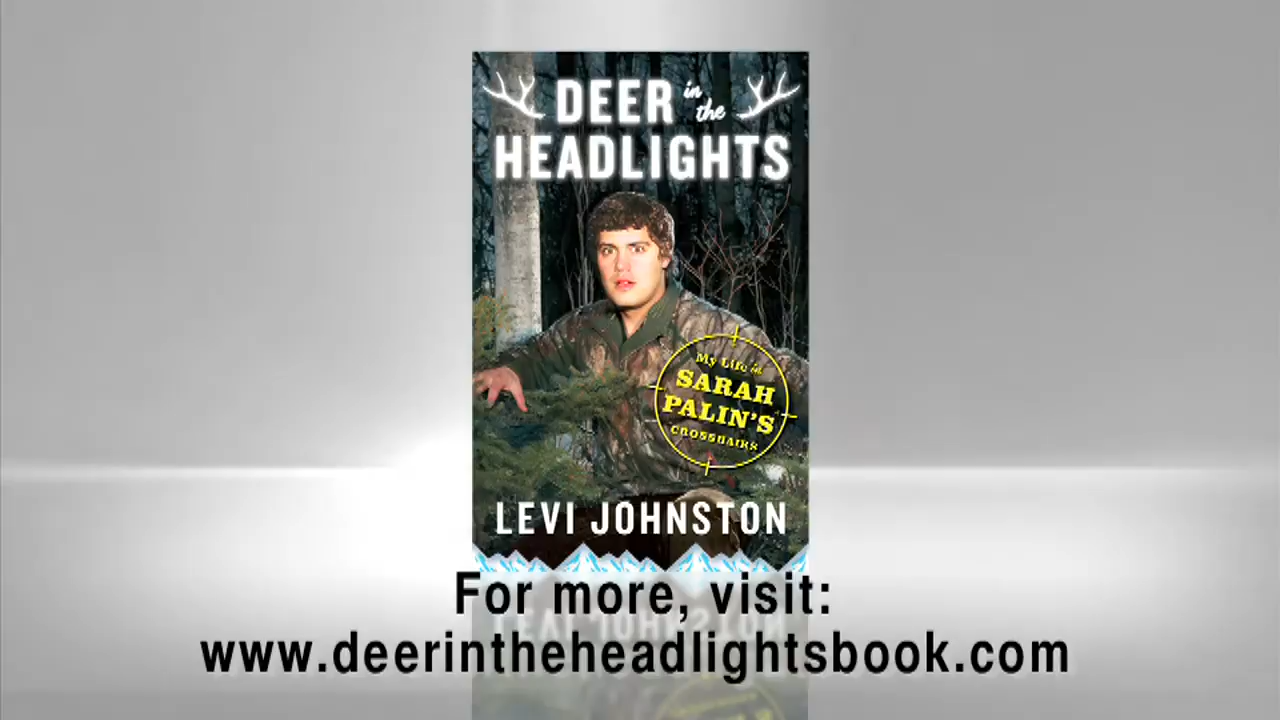 DEER in the
HEADLIGHTS
My Life in
SARAH
PALIN'S
CROSSHAIRS
LEVI JOHNSTON
For more, visit:
www.deerintheheadlightsbook.com